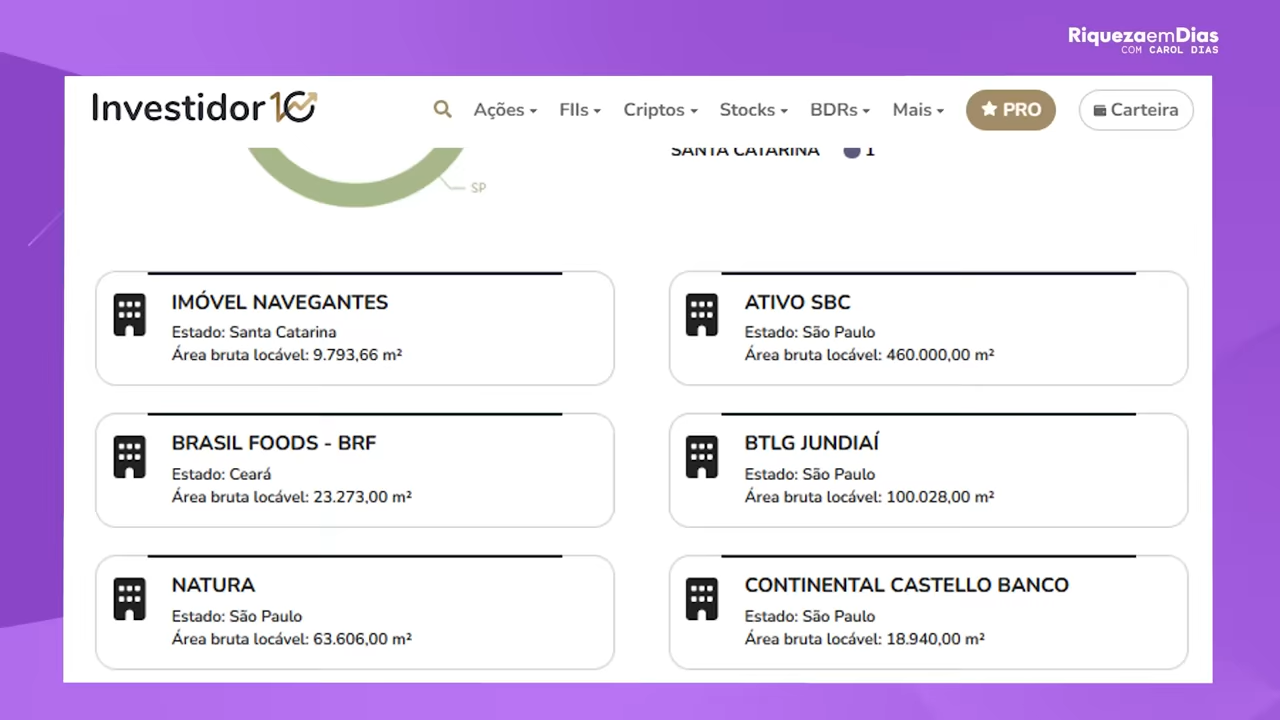 RiquezaemDias
COM CAROL DIAS
Investidor 10
Ações
FIIs
Criptos
Stocks
BDRs
Mais
PRO
Carteira
SANTA CATARINA 1
SP
IMÓVEL NAVEGANTES
Estado: Santa Catarina
Área bruta locável: 9.793,66 m²
ATIVO SBC
Estado: São Paulo
Área bruta locável: 460.000,00 m²
BRASIL FOODS - BRF
Estado: Ceará
Área bruta locável: 23.273,00 m²
BTLG JUNDIAÍ
Estado: São Paulo
Área bruta locável: 100.028,00 m²
NATURA
Estado: São Paulo
Área bruta locável: 63.606,00 m²
CONTINENTAL CASTELLO BANCO
Estado: São Paulo
Área bruta locável: 18.940,00 m²